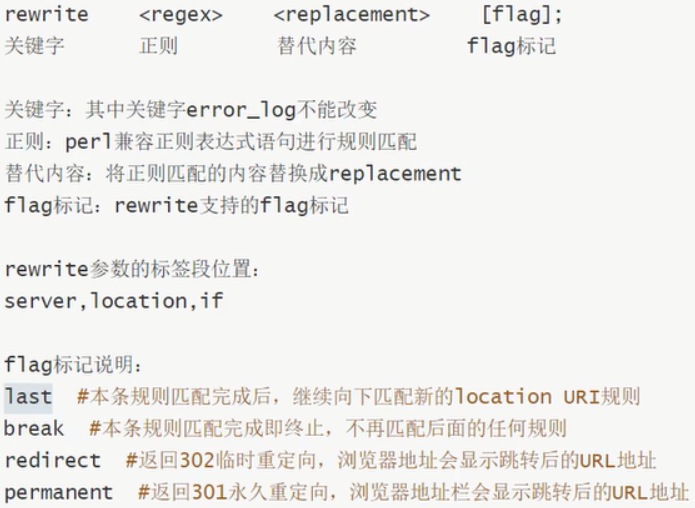 rewrite <regex> <replacement> [flag];
关键字 正则 替代内容 flag标记
关键字：其中关键字error_log不能改变
正则：perl兼容正则表达式语句进行规则匹配
替代内容：将正则匹配的内容替换成replacement
flag标记：rewrite支持的flag标记
rewrite参数的标签段位置：
server,location,if
flag标记说明：
last #本条规则匹配完成后，继续向下匹配新的location URI规则
break #本条规则匹配完成即终止，不再匹配后面的任何规则
redirect #返回302临时重定向，浏览器地址会显示跳转后的URL地址
permanent #返回301永久重定向，浏览器地址栏会显示跳转后的URL地址